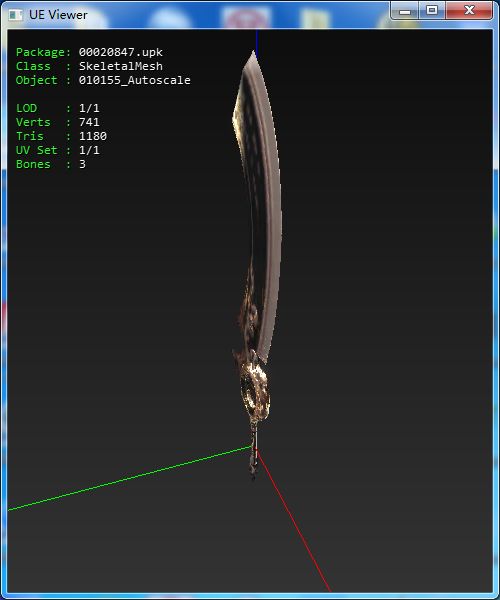 UE Viewer
Package: 00020847.upk
Class : SkeletalMesh
Object : 010155_Autoscale
LOD : 1/1
Verts : 741
Tris : 1180
UV Set : 1/1
Bones : 3